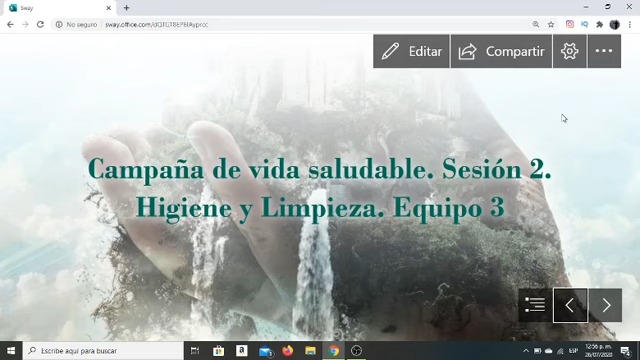 Sway
No seguro
Editar
Compartir
Campaña de vida saludable. Sesión 2.
Higiene y Limpieza. Equipo 3
Escribe aquí para buscar
ESP
12:56 p. m.
26/07/2020